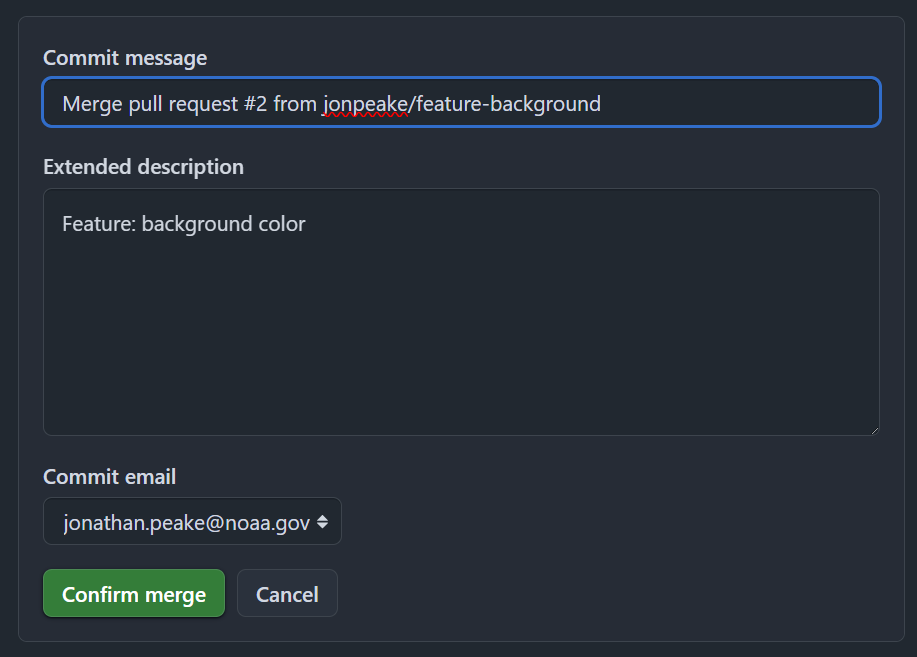 Commit message
Merge pull request #2 from jonpeake/feature-background
Extended description
Feature: background color
Commit email
jonathan.peake@noaa.gov
Confirm merge
Cancel